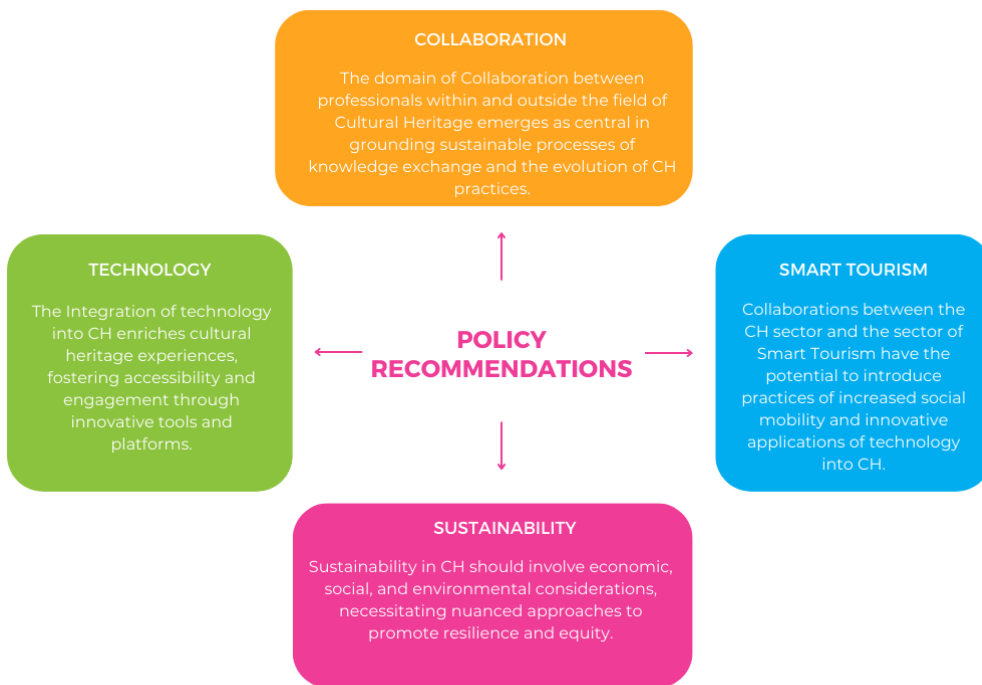 COLLABORATION
The domain of Collaboration between
professionals within and outside the field of
Cultural Heritage emerges as central in
grounding sustainable processes of
knowledge exchange and the evolution of CH
practices.
TECHNOLOGY
The Integration of technology
into CH enriches cultural
heritage experiences,
fostering accessibility and
engagement through
innovative tools and
platforms.
POLICY
RECOMMENDATIONS
SMART TOURISM
Collaborations between the
CH sector and the sector of
Smart Tourism have the
potential to introduce
practices of increased social
mobility and innovative
applications of technology
into CH.
SUSTAINABILITY
Sustainability in CH should involve economic,
social, and environmental considerations,
necessitating nuanced approaches to
promote resilience and equity.